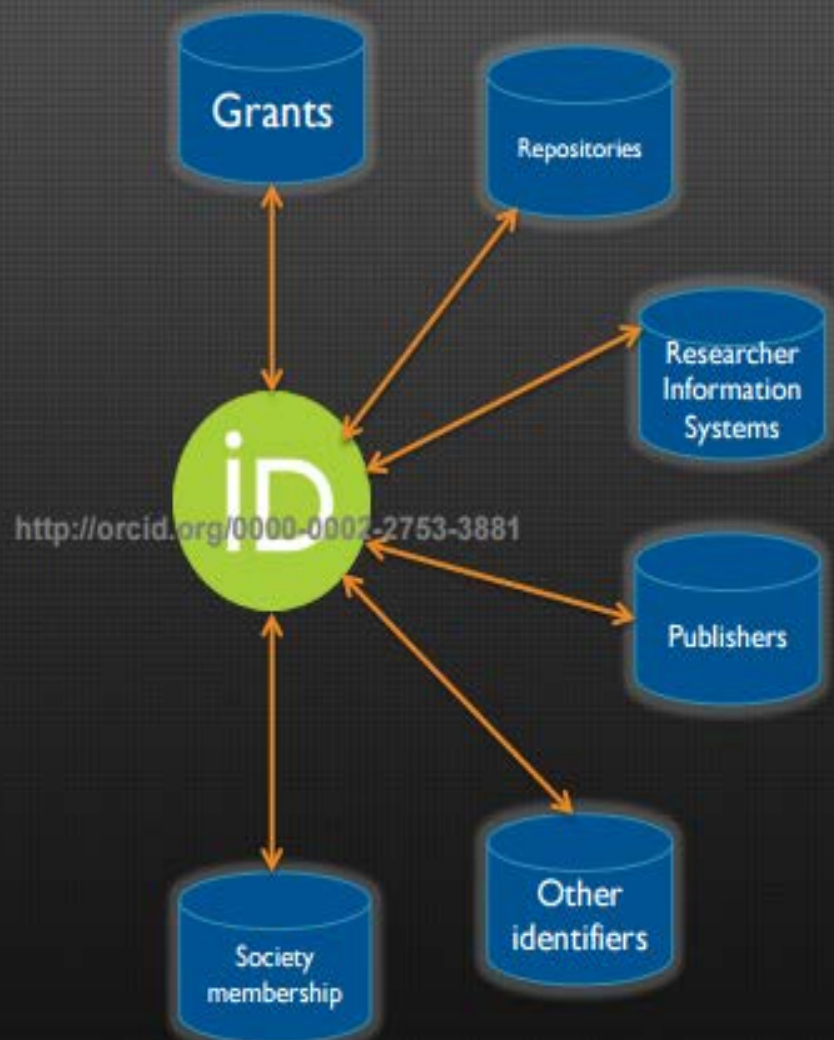 Grants
Repositories
Researcher
Information
Systems
iD
http://orcid.org/0000-0002-2753-3881
Publishers
Other
identifiers
Society
membership